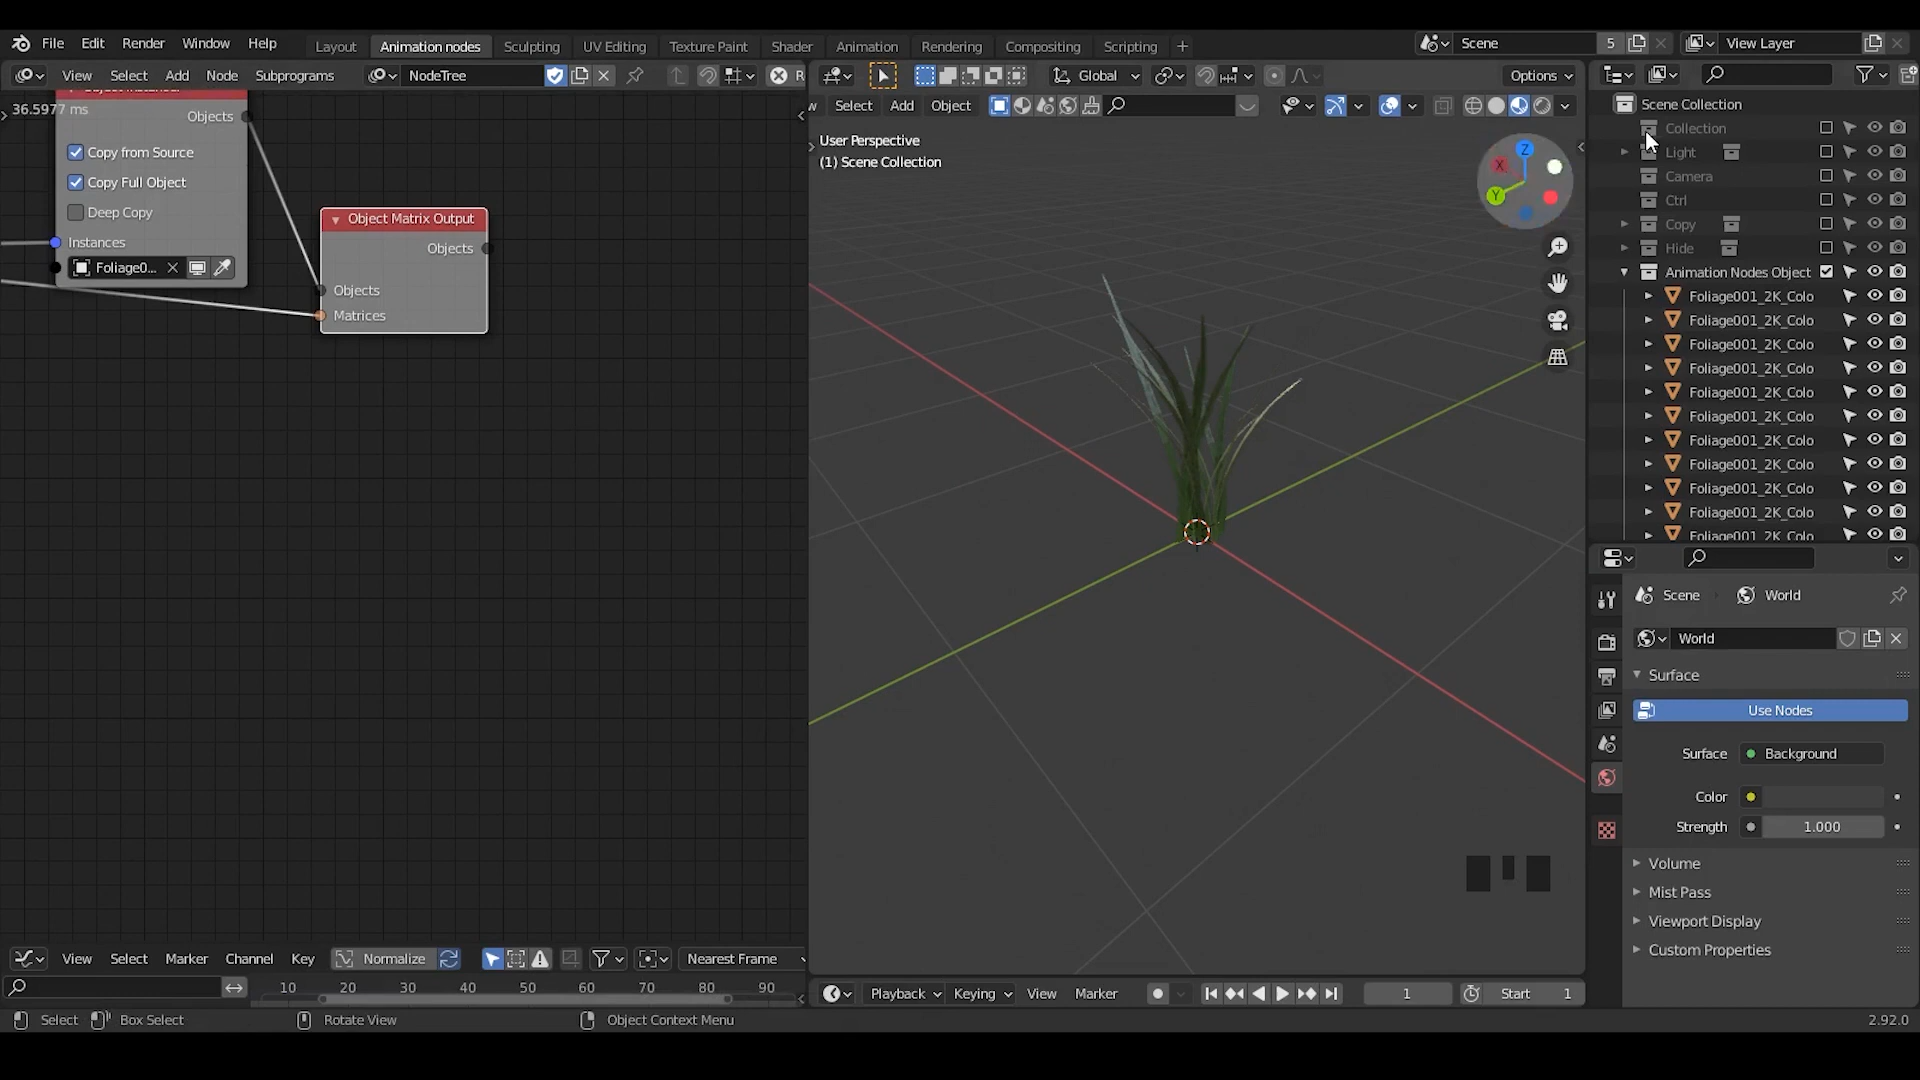 File Edit Render Window Help Layout Animation nodes Sculpting UV Editing Texture Paint Shader Animation Rendering Compositing Scripting + Scene 5 View Layer
View Select Add Node Subprograms NodeTree R Global Options
Select Add Object
36.5977 ms
Objects
Copy from Source
Copy Full Object
Deep Copy
Instances
Foliage0...
Object Matrix Output
Objects
Objects
Matrices
User Perspective
(1) Scene Collection
X
Y
Z
Scene Collection
Collection
Light
Camera
Ctrl
Copy
Hide
Animation Nodes Object
Foliage001_2K_Colo
Foliage001_2K_Colo
Foliage001_2K_Colo
Foliage001_2K_Colo
Foliage001_2K_Colo
Foliage001_2K_Colo
Foliage001_2K_Colo
Foliage001_2K_Colo
Foliage001_2K_Colo
Foliage001_2K_Colo
Foliage001_2K_Colo
Scene World
World
Surface
Use Nodes
Surface Background
Color
Strength 1.000
Volume
Mist Pass
Viewport Display
Custom Properties
View Select Marker Channel Key Normalize Nearest Frame
10 20 30 40 50 60 70 80 90
Playback Keying View Marker 1 Start 1
Select Box Select Rotate View Object Context Menu 2.92.0